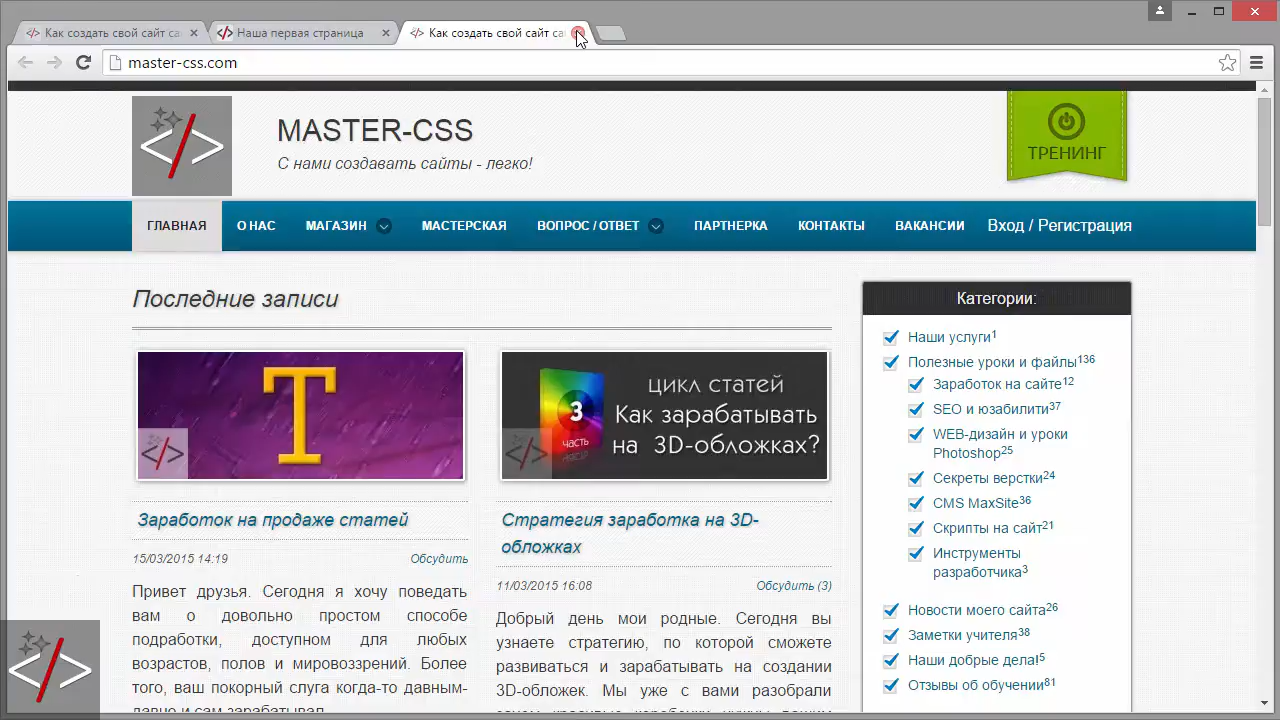 Как создать свой сайт са
Наша первая страница
Как создать свой сайт са
master-css.com
MASTER-CSS
С нами создавать сайты - легко!
ТРЕНИНГ
ГЛАВНАЯ О НАС МАГАЗИН МАСТЕРСКАЯ ВОПРОС / ОТВЕТ ПАРТНЕРКА КОНТАКТЫ ВАКАНСИИ Вход / Регистрация
Последние записи
T
Заработок на продаже статей
15/03/2015 14:19 Обсудить
Привет друзья. Сегодня я хочу поведать
вам о довольно простом способе
подработки, доступном для любых
возрастов, полов и мировоззрений. Более
того, ваш покорный слуга когда-то давным-
давно и сам зарабатывал
3
часть
цикл статей
Как зарабатывать
на 3D-обложках?
Стратегия заработка на 3D-
обложках
11/03/2015 16:08 Обсудить (3)
Добрый день мои родные. Сегодня вы
узнаете стратегию, по которой сможете
развиваться и зарабатывать на создании
3D-обложек. Мы уже с вами разобрали
Категории:
Наши услуги1
Полезные уроки и файлы136
Заработок на сайте12
SEO и юзабилити37
WEB-дизайн и уроки
Photoshop25
Секреты верстки24
CMS MaxSite36
Скрипты на сайт21
Инструменты
разработчика3
Новости моего сайта26
Заметки учителя38
Наши добрые дела!5
Отзывы об обучении81